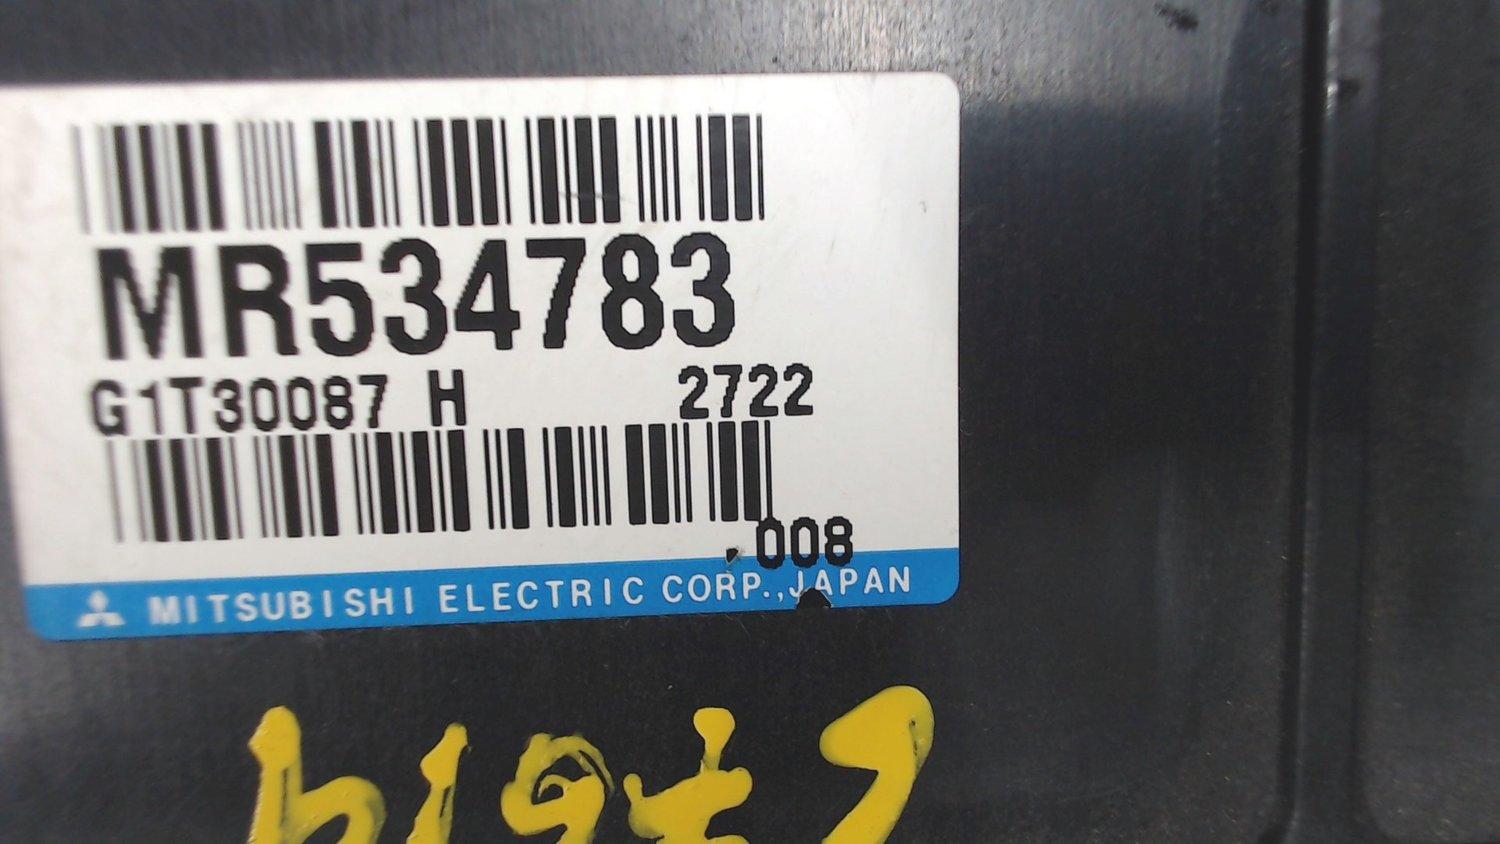 MR534783
G1T30087 H 2722
008
MITSUBISHI ELECTRIC CORP.,JAPAN